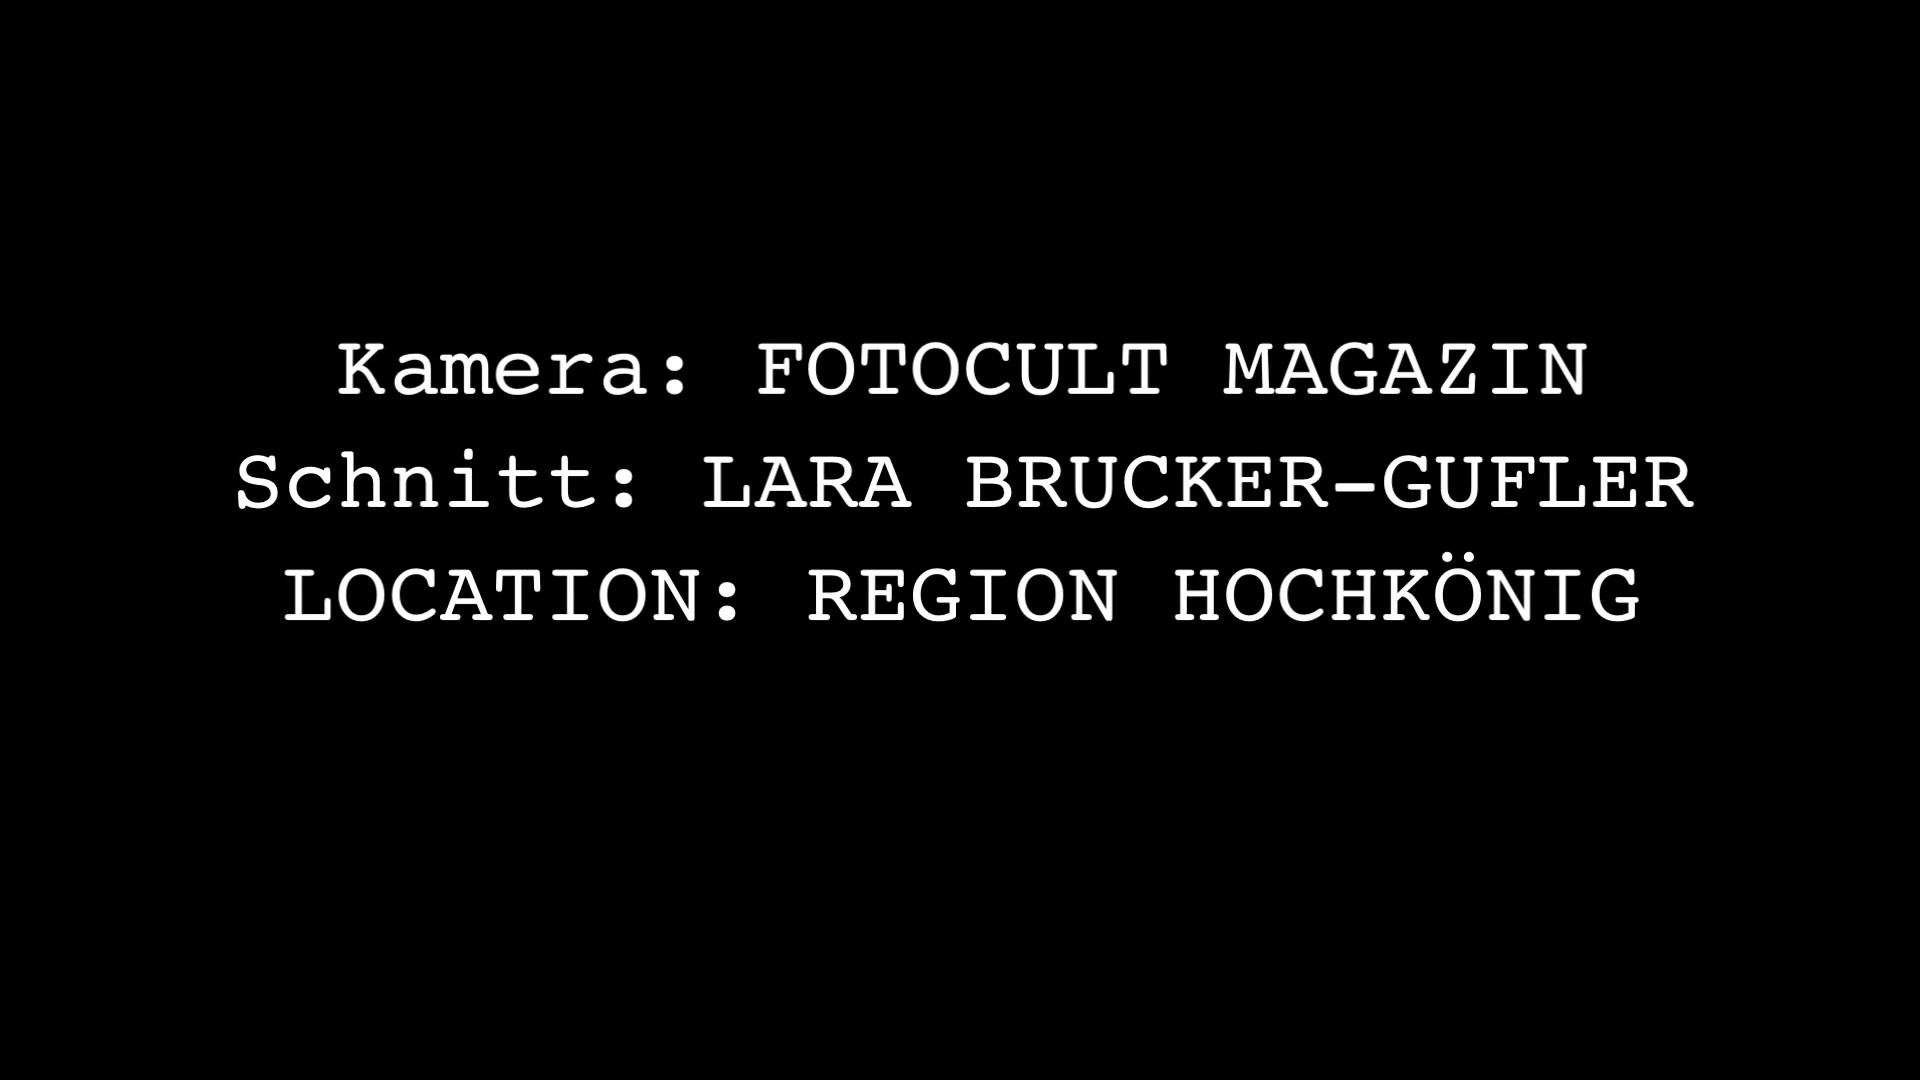 Kamera: FOTOCULT MAGAZIN
Schnitt: LARA BRUCKER-GUFLER
LOCATION: REGION HOCHKÖNIG